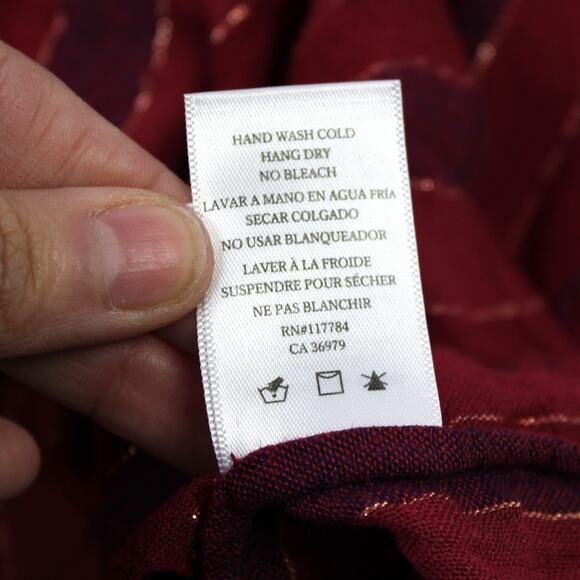 HAND WASH COLD
HANG DRY
NO BLEACH
LAVAR A MANO EN AGUA FRÍA
SECAR COLGADO
NO USAR BLANQUEADOR
LAVER À LA FROIDE
SUSPENDRE POUR SÉCHER
NE PAS BLANCHIR
RN#117784
CA 36979